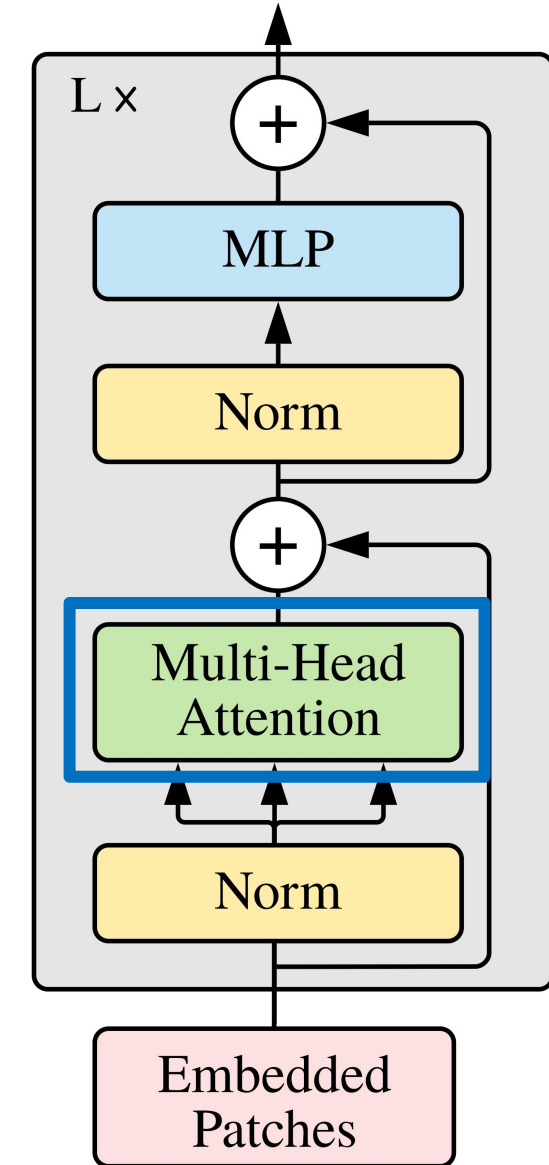 L ×
+
MLP
Norm
+
Multi-Head
Attention
Norm
Embedded
Patches